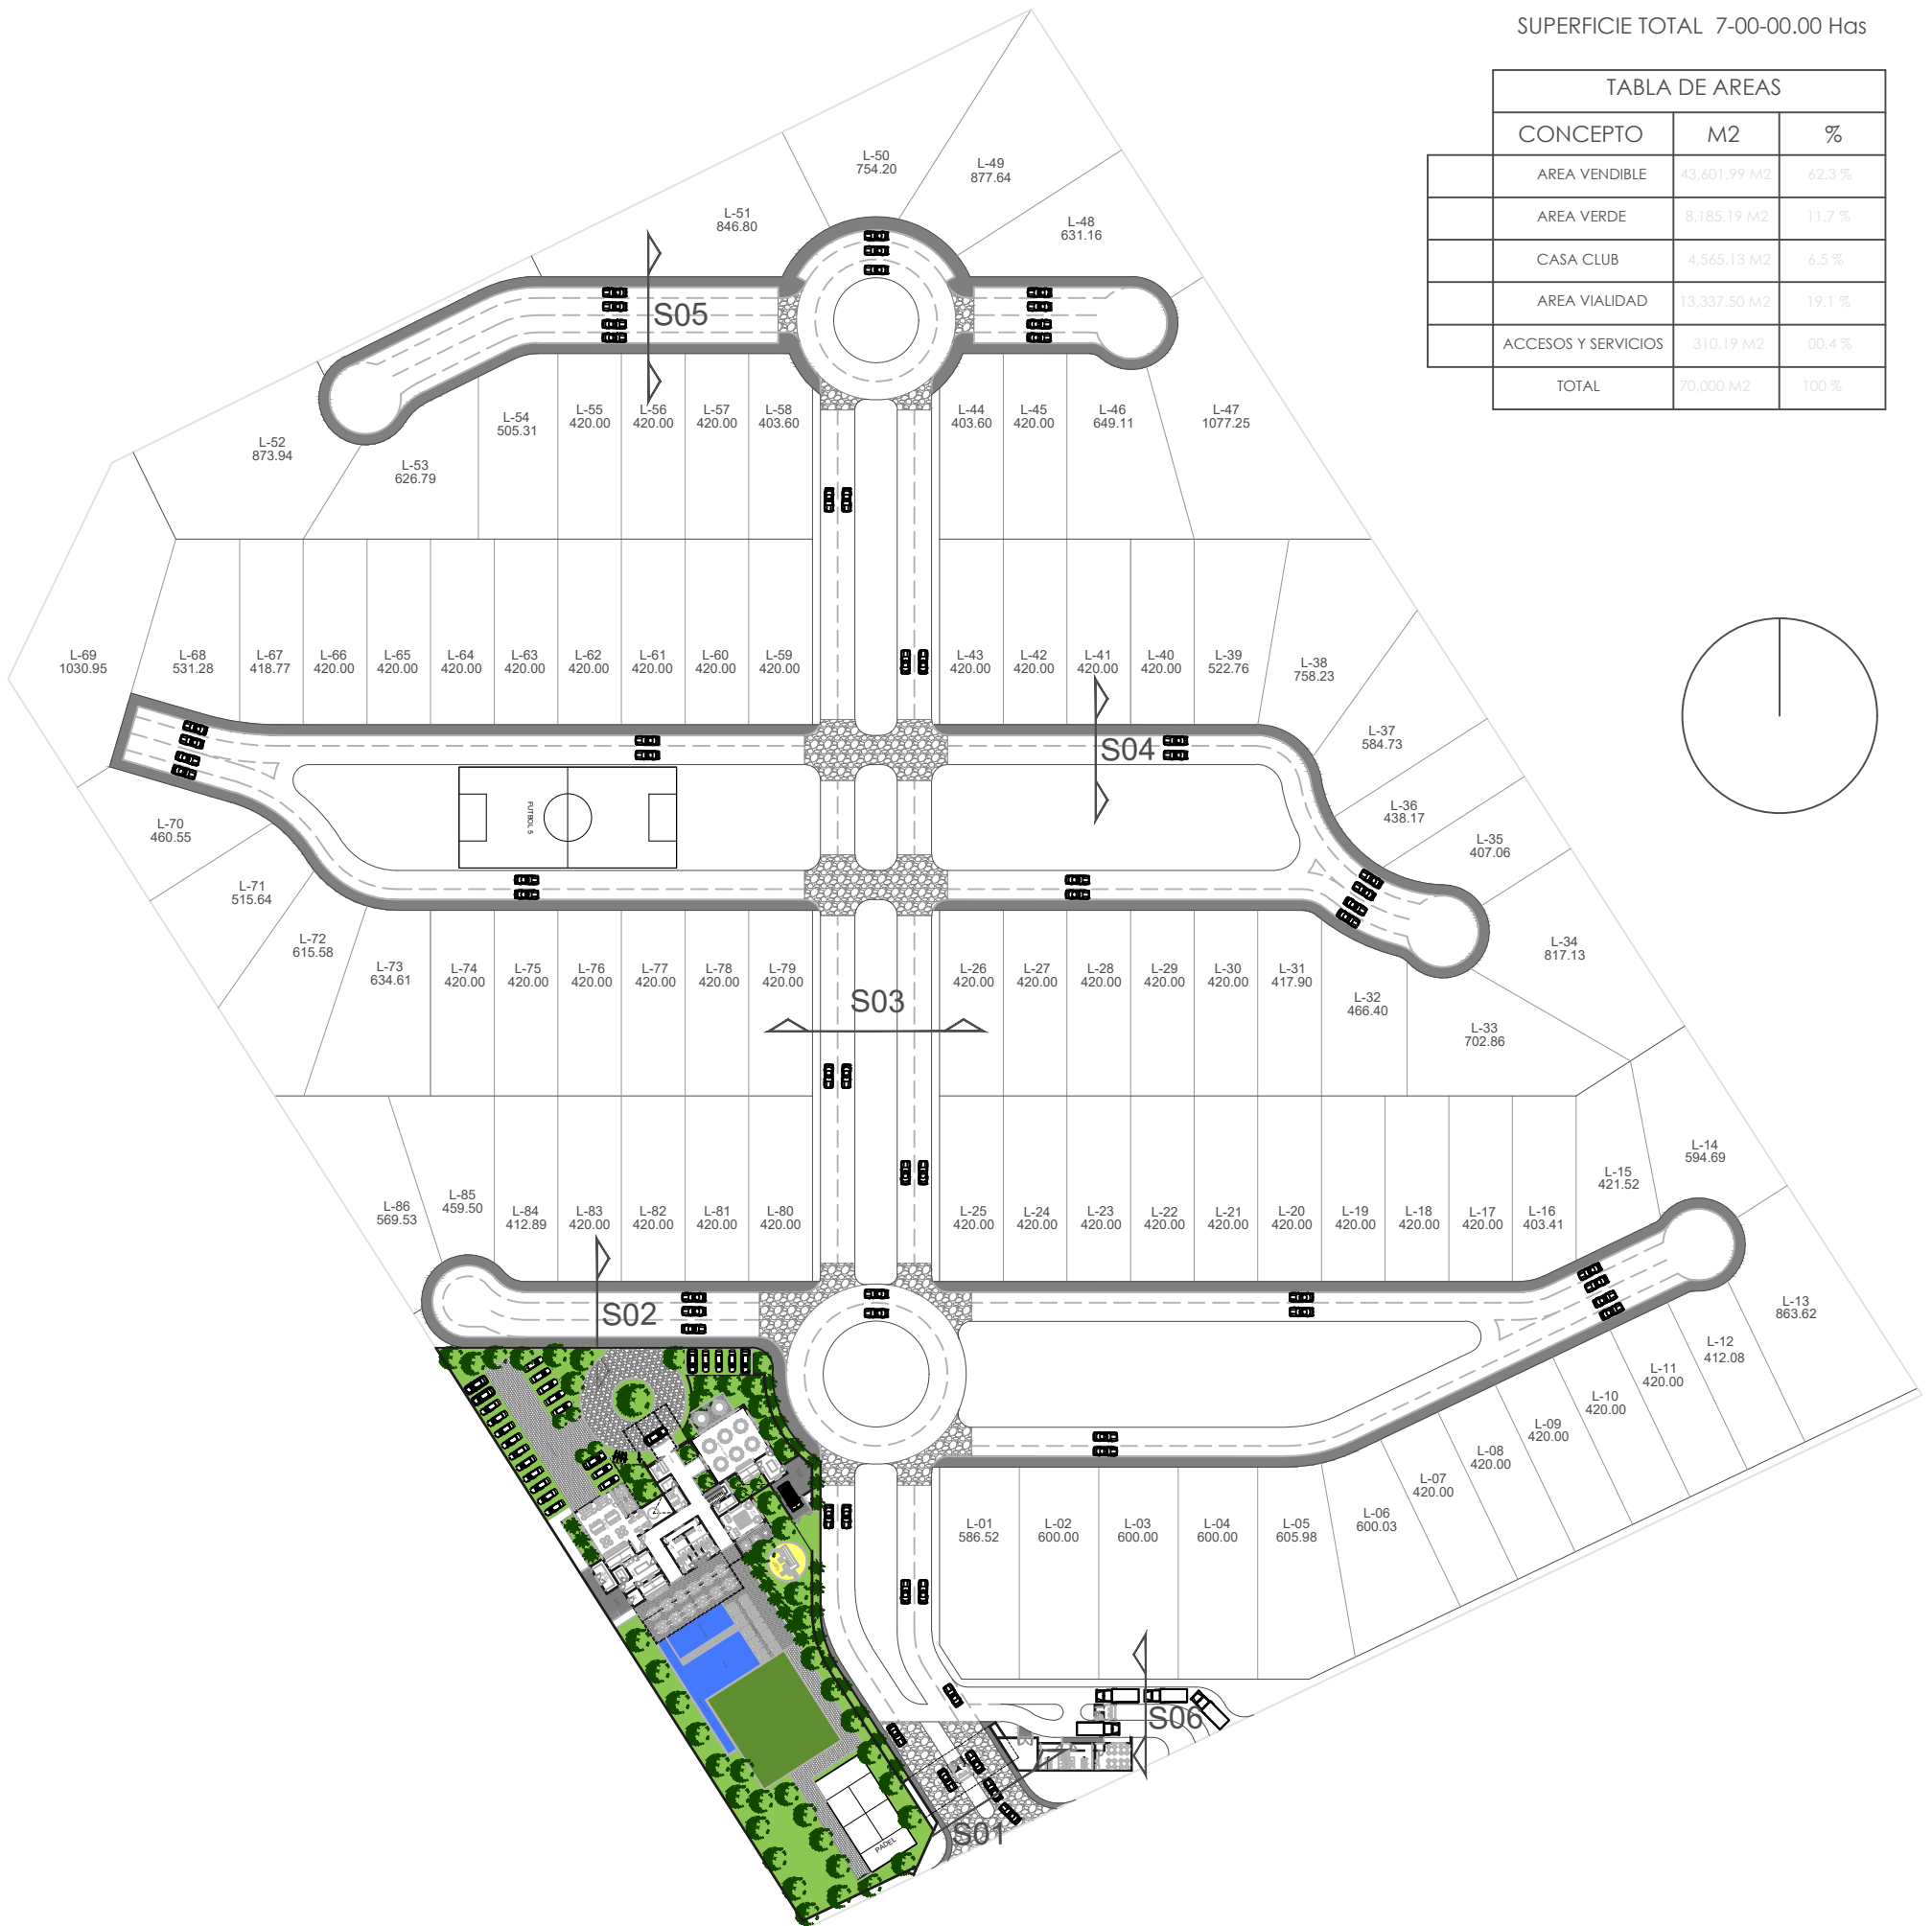 SUPERFICIE TOTAL 7-00-00.00 Has
TABLA DE AREAS
CONCEPTO M2 %
AREA VENDIBLE 43,601.99 M2 62.3 %
AREA VERDE 8,185.19 M2 11.7 %
CASA CLUB 4,565.13 M2 6.5 %
AREA VIALIDAD 13,337.50 M2 19.1 %
ACCESOS Y SERVICIOS 310.19 M2 00.4 %
TOTAL 70,000 M2 100 %
L-50
754.20
L-49
877.64
L-51
846.80
L-48
631.16
S05
L-52
873.94
L-53
626.79
L-54
505.31
L-55
420.00
L-56
420.00
L-57
420.00
L-58
403.60
L-44
403.60
L-45
420.00
L-46
649.11
L-47
1077.25
L-69
1030.95
L-68
531.28
L-67
418.77
L-66
420.00
L-65
420.00
L-64
420.00
L-63
420.00
L-62
420.00
L-61
420.00
L-60
420.00
L-59
420.00
L-43
420.00
L-42
420.00
L-41
420.00
L-40
420.00
L-39
522.76
L-38
758.23
L-37
584.73
S04
L-36
438.17
L-35
407.06
FUTBOL 5
L-70
460.55
L-71
515.64
L-72
615.58
L-73
634.61
L-74
420.00
L-75
420.00
L-76
420.00
L-77
420.00
L-78
420.00
L-79
420.00
S03
L-26
420.00
L-27
420.00
L-28
420.00
L-29
420.00
L-30
420.00
L-31
417.90
L-32
466.40
L-33
702.86
L-34
817.13
L-86
569.53
L-85
459.50
L-84
412.89
L-83
420.00
L-82
420.00
L-81
420.00
L-80
420.00
L-25
420.00
L-24
420.00
L-23
420.00
L-22
420.00
L-21
420.00
L-20
420.00
L-19
420.00
L-18
420.00
L-17
420.00
L-16
403.41
L-15
421.52
L-14
594.69
S02
L-13
863.62
L-12
412.08
L-11
420.00
L-10
420.00
L-09
420.00
L-08
420.00
L-07
420.00
L-06
600.03
L-01
586.52
L-02
600.00
L-03
600.00
L-04
600.00
L-05
605.98
S06
S01
PADEL